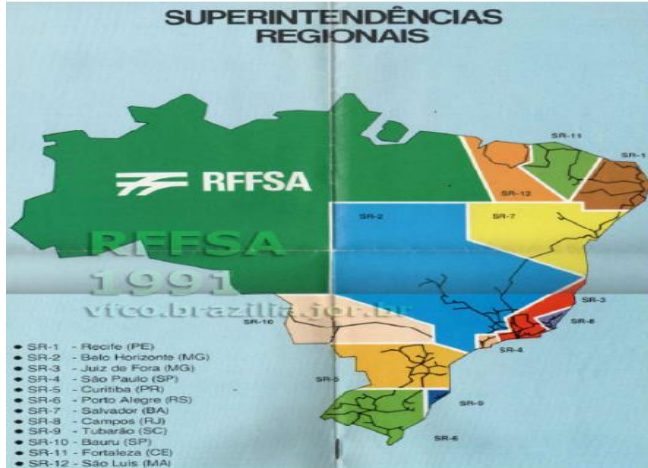 SUPERINTENDÊNCIAS
REGIONAIS
SR-11
SR-1
RFFSA
SR-12
SR-2
SR-7
RFFSA
1991
vfco.brazilia.jor.br
SR-3
SR-8
SR-10
SR-4
SR-5
SR-9
SR-6
• SR-1 - Recife (PE)
• SR-2 - Belo Horizonte (MG)
• SR-3 - Juiz de Fora (MG)
• SR-4 - São Paulo (SP)
• SR-5 - Curitiba (PR)
• SR-6 - Porto Alegre (RS)
• SR-7 - Salvador (BA)
• SR-8 - Campos (RJ)
• SR-9 - Tubarão (SC)
• SR-10 - Bauru (SP)
• SR-11 - Fortaleza (CE)
• SR-12 - São Luís (MA)